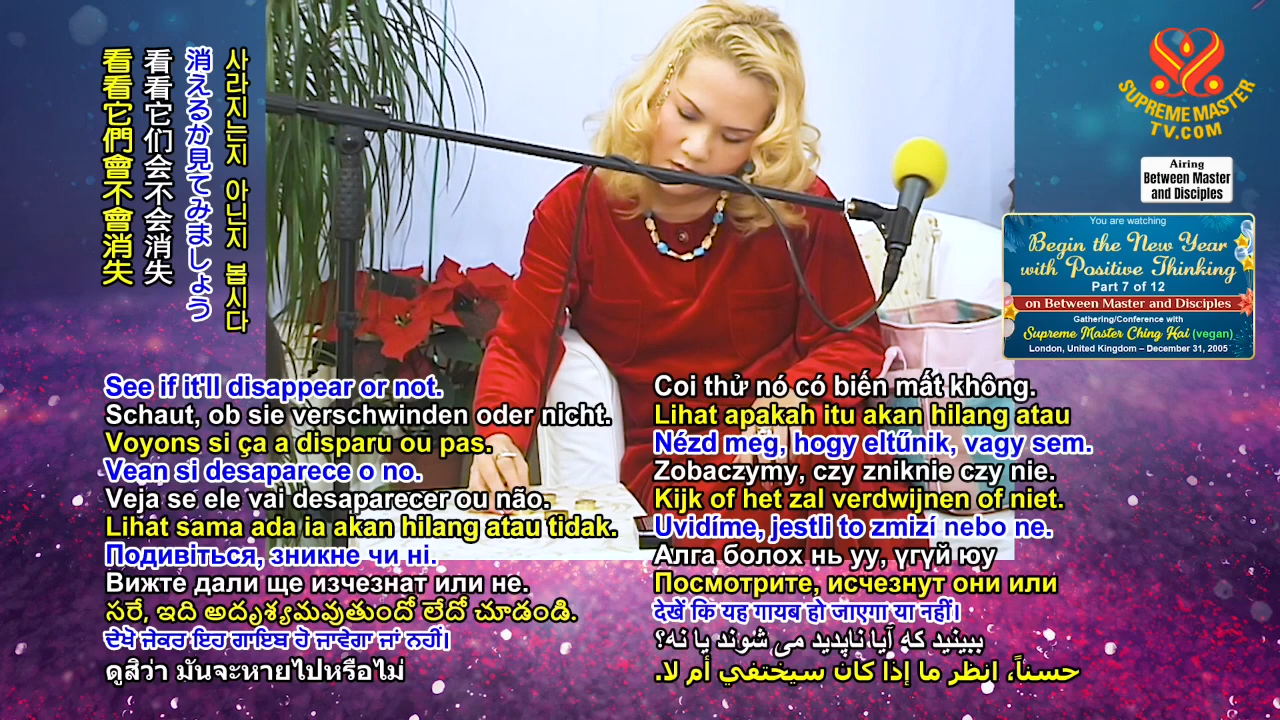 看看它們會不會消失
看看它们会不会消失
消えるか見てみましょう
사라지는지 아닌지 봅시다
See if it'll disappear or not.
Schaut, ob sie verschwinden oder nicht.
Voyons si ça a disparu ou pas.
Vean si desaparece o no.
Veja se ele vai desaparecer ou não.
Lihat sama ada ia akan hilang atau tidak.
Подивіться, зникне чи ні.
Вижте дали ще изчезнат или не.
సరే, ఇది అదృశ్యమవుతుందో లేదో చూడండి.
ਦੇਖੋ ਜੇਕਰ ਇਹ ਗਾਇਬ ਹੋ ਜਾਵੇਗਾ ਜਾਂ ਨਹੀਂ।
ดูสิว่า มันจะหายไปหรือไม่
Coi thử nó có biến mất không.
Lihat apakah itu akan hilang atau
Nézd meg, hogy eltűnik, vagy sem.
Zobaczymy, czy zniknie czy nie.
Kijk of het zal verdwijnen of niet.
Uvidíme, jestli to zmizí nebo ne.
Алга болох нь уу, үгүй юу
Посмотрите, исчезнут они или
देखें कि यह गायब हो जाएगा या नहीं।
ببینید که آیا ناپدید می شوند یا نه؟
حسناً، انظر ما إذا كان سيختفي أم لا.
SUPREME MASTER
TV.COM
Airing
Between Master
and Disciples
You are watching
Begin the New Year
with Positive Thinking
Part 7 of 12
on Between Master and Disciples
Gathering/Conference with
Supreme Master Ching Hai (vegan)
London, United Kingdom – December 31, 2005